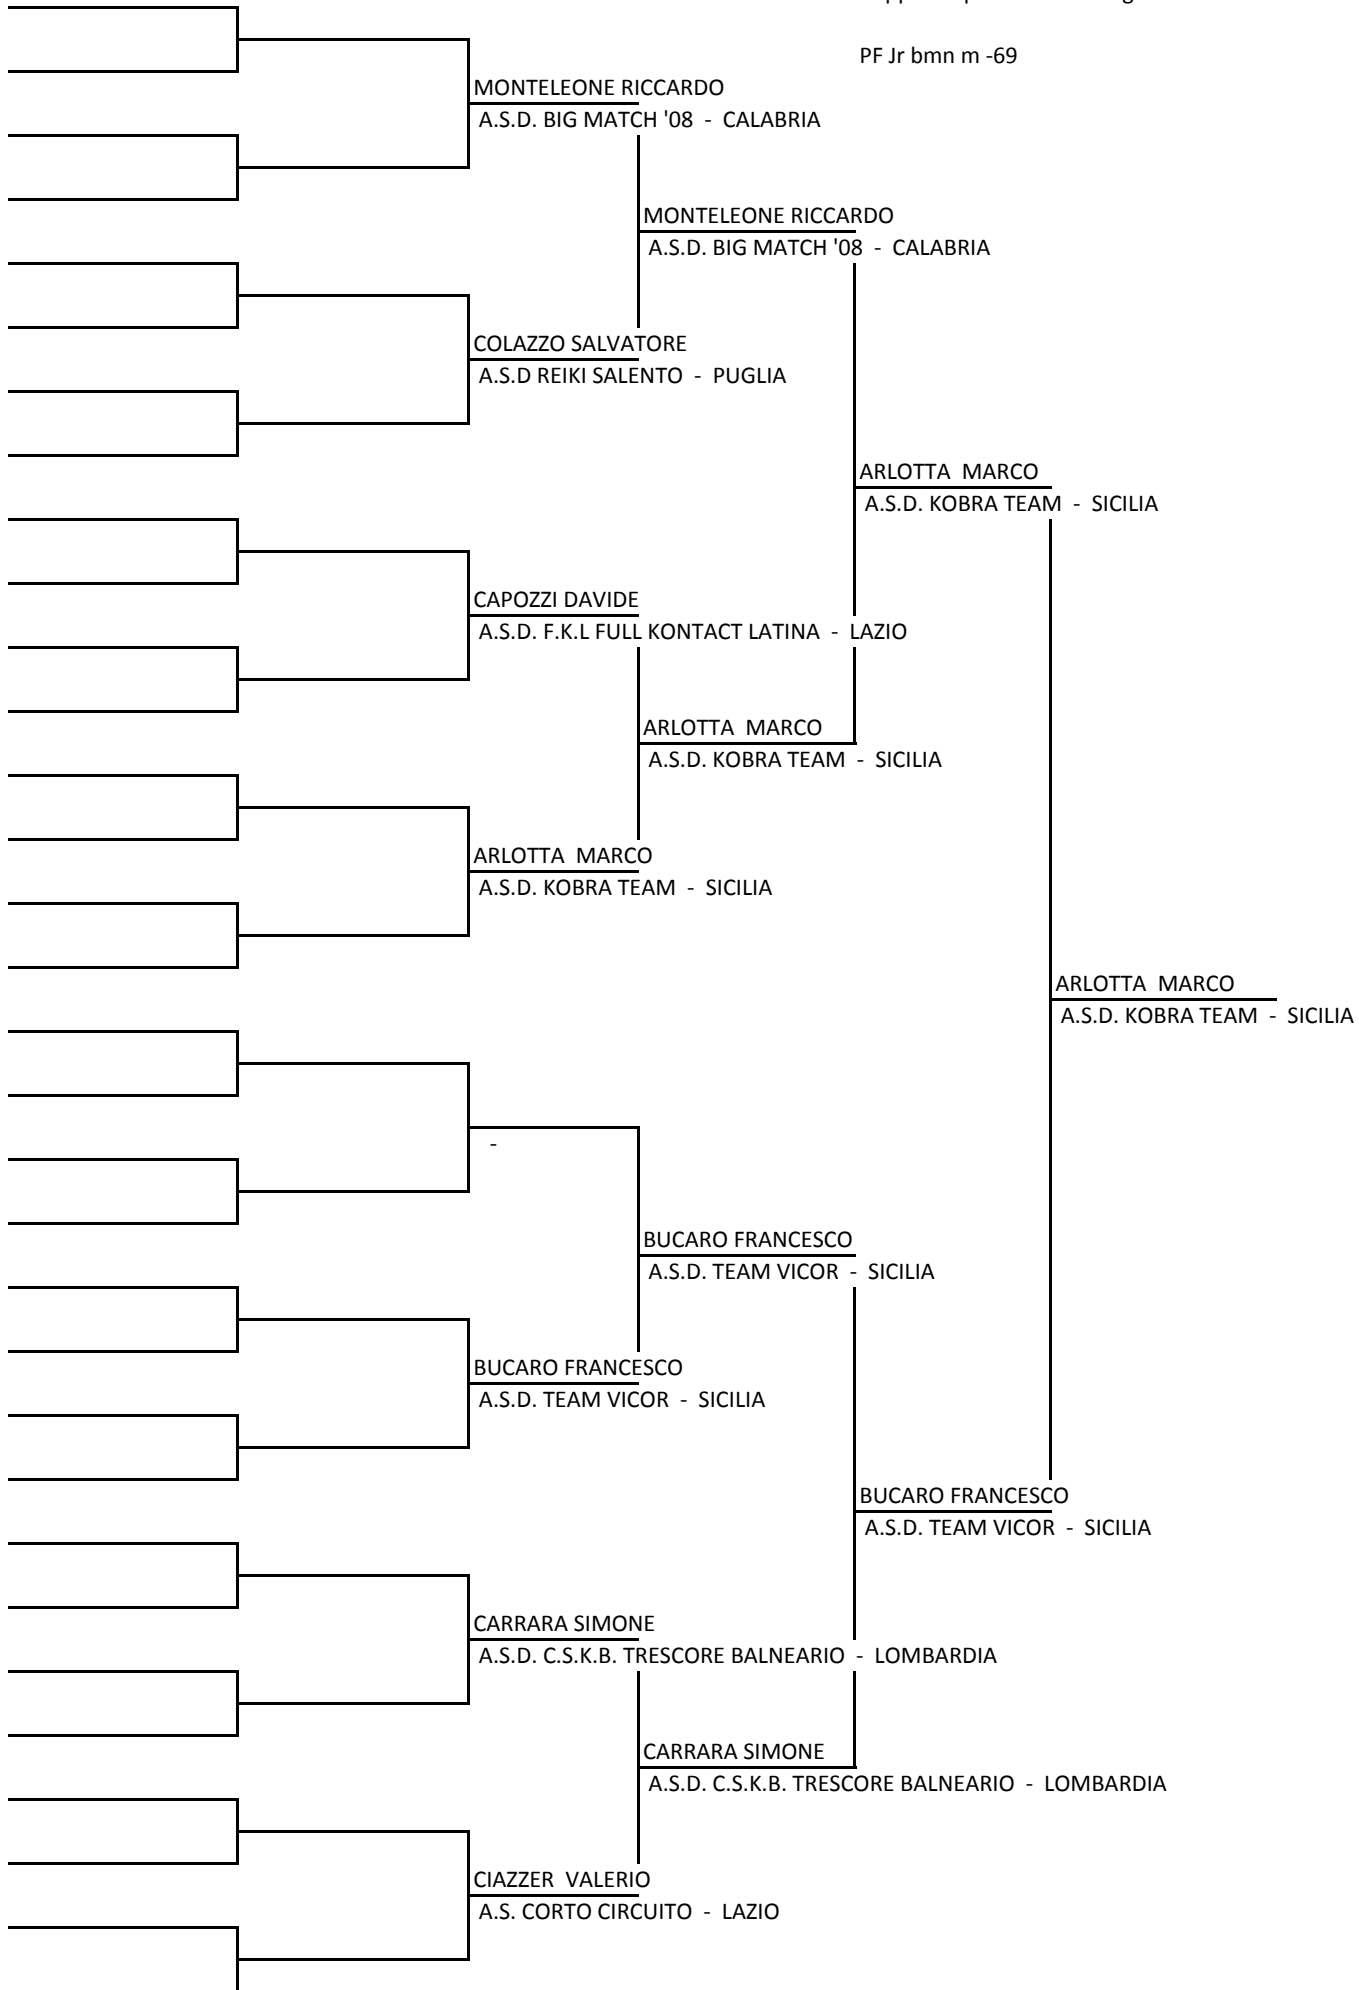 PF Jr bmn m -69
MONTELEONE RICCARDO
A.S.D. BIG MATCH '08 - CALABRIA
MONTELEONE RICCARDO
A.S.D. BIG MATCH '08 - CALABRIA
COLAZZO SALVATORE
A.S.D REIKI SALENTO - PUGLIA
ARLOTTA MARCO
A.S.D. KOBRA TEAM - SICILIA
CAPOZZI DAVIDE
A.S.D. F.K.L FULL KONTACT LATINA - LAZIO
ARLOTTA MARCO
A.S.D. KOBRA TEAM - SICILIA
ARLOTTA MARCO
A.S.D. KOBRA TEAM - SICILIA
ARLOTTA MARCO
A.S.D. KOBRA TEAM - SICILIA
-
BUCARO FRANCESCO
A.S.D. TEAM VICOR - SICILIA
BUCARO FRANCESCO
A.S.D. TEAM VICOR - SICILIA
BUCARO FRANCESCO
A.S.D. TEAM VICOR - SICILIA
CARRARA SIMONE
A.S.D. C.S.K.B. TRESCORE BALNEARIO - LOMBARDIA
CARRARA SIMONE
A.S.D. C.S.K.B. TRESCORE BALNEARIO - LOMBARDIA
CIAZZER VALERIO
A.S. CORTO CIRCUITO - LAZIO